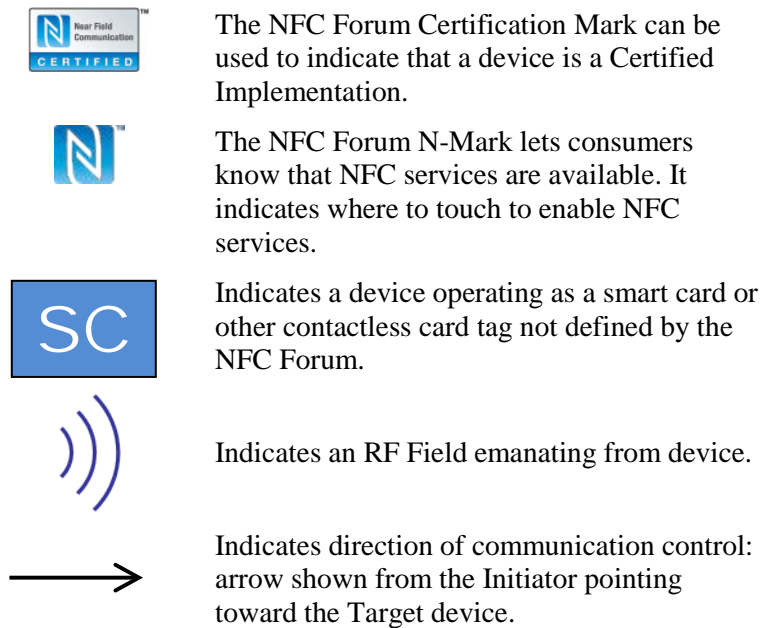 Near Field
Communication
TM
CERTIFIED
The NFC Forum Certification Mark can be
used to indicate that a device is a Certified
Implementation.
TM
The NFC Forum N-Mark lets consumers
know that NFC services are available. It
indicates where to touch to enable NFC
services.
SC
Indicates a device operating as a smart card or
other contactless card tag not defined by the
NFC Forum.
Indicates an RF Field emanating from device.
Indicates direction of communication control:
arrow shown from the Initiator pointing
toward the Target device.